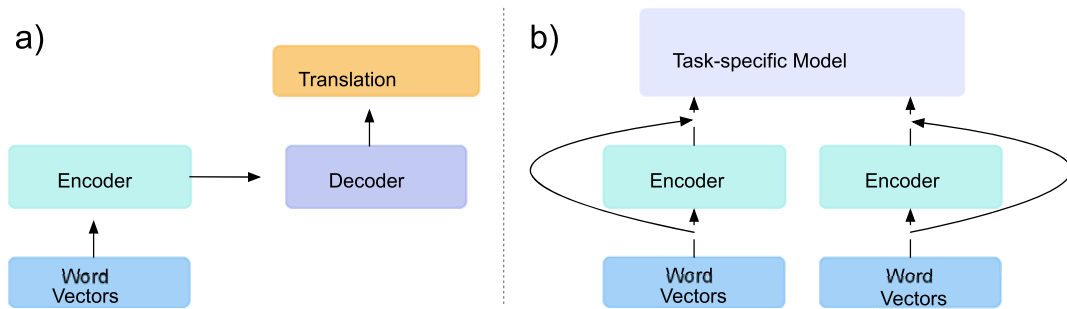 a)
Translation
Encoder
Decoder
Word
Vectors
b)
Task-specific Model
Encoder
Encoder
Word
Vectors
Word
Vectors